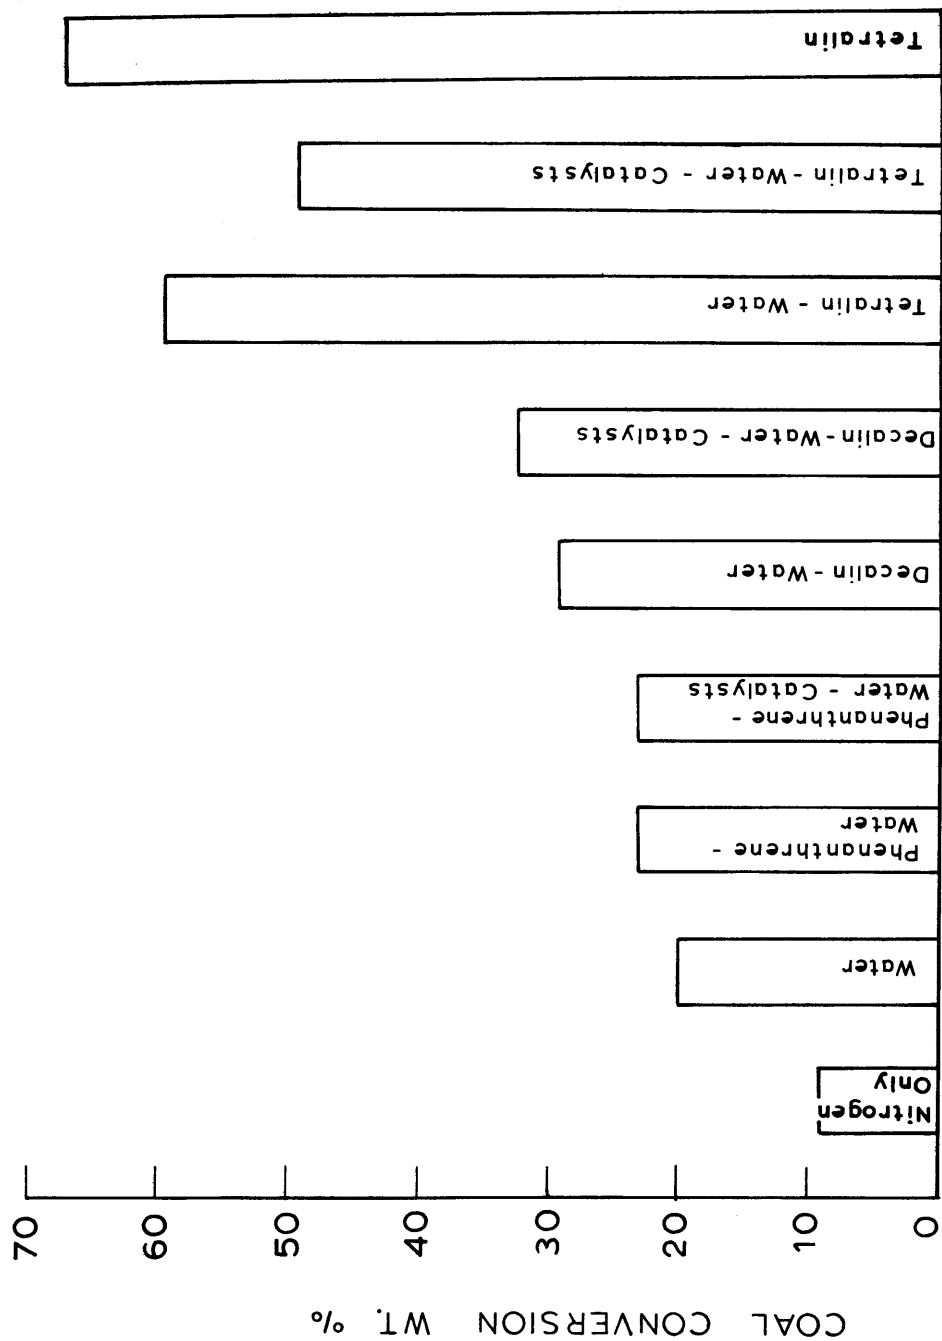 COAL CONVERSION WT. %
70
60
50
40
30
20
10
0
Nitrogen
Only
Water
Phenanthrene -
Water
Phenanthrene -
Water - Catalysts
Decalin - Water
Decalin - Water - Catalysts
Tetralin - Water
Tetralin - Water - Catalysts
Tetralin